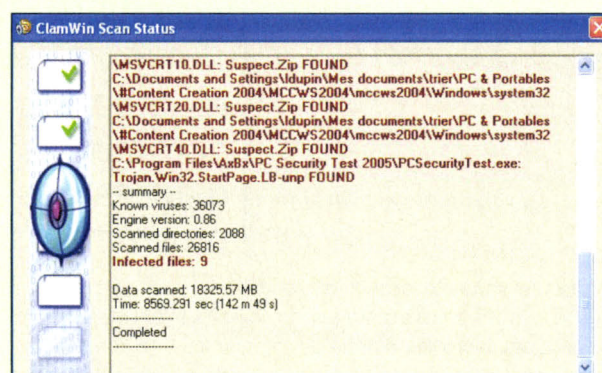 ClamWin Scan Status
\MSVCRT10.DLL: Suspect.Zip FOUND
C:\Documents and Settings\ldupin\Mes documents\trier\PC & Portables
\#Content Creation 2004\MCCWS2004\mccws2004\Windows\system32
\MSVCRT20.DLL: Suspect.Zip FOUND
C:\Documents and Settings\ldupin\Mes documents\trier\PC & Portables
\#Content Creation 2004\MCCWS2004\mccws2004\Windows\system32
\MSVCRT40.DLL: Suspect.Zip FOUND
C:\Program Files\AxBx\PC Security Test 2005\PCSecurityTest.exe:
Trojan.Win32.StartPage.LB-unp FOUND
-- summary --
Known viruses: 36073
Engine version: 0.86
Scanned directories: 2088
Scanned files: 26816
Infected files: 9
Data scanned: 18325.57 MB
Time: 8569.291 sec (142 m 49 s)
--------------------
Completed
--------------------